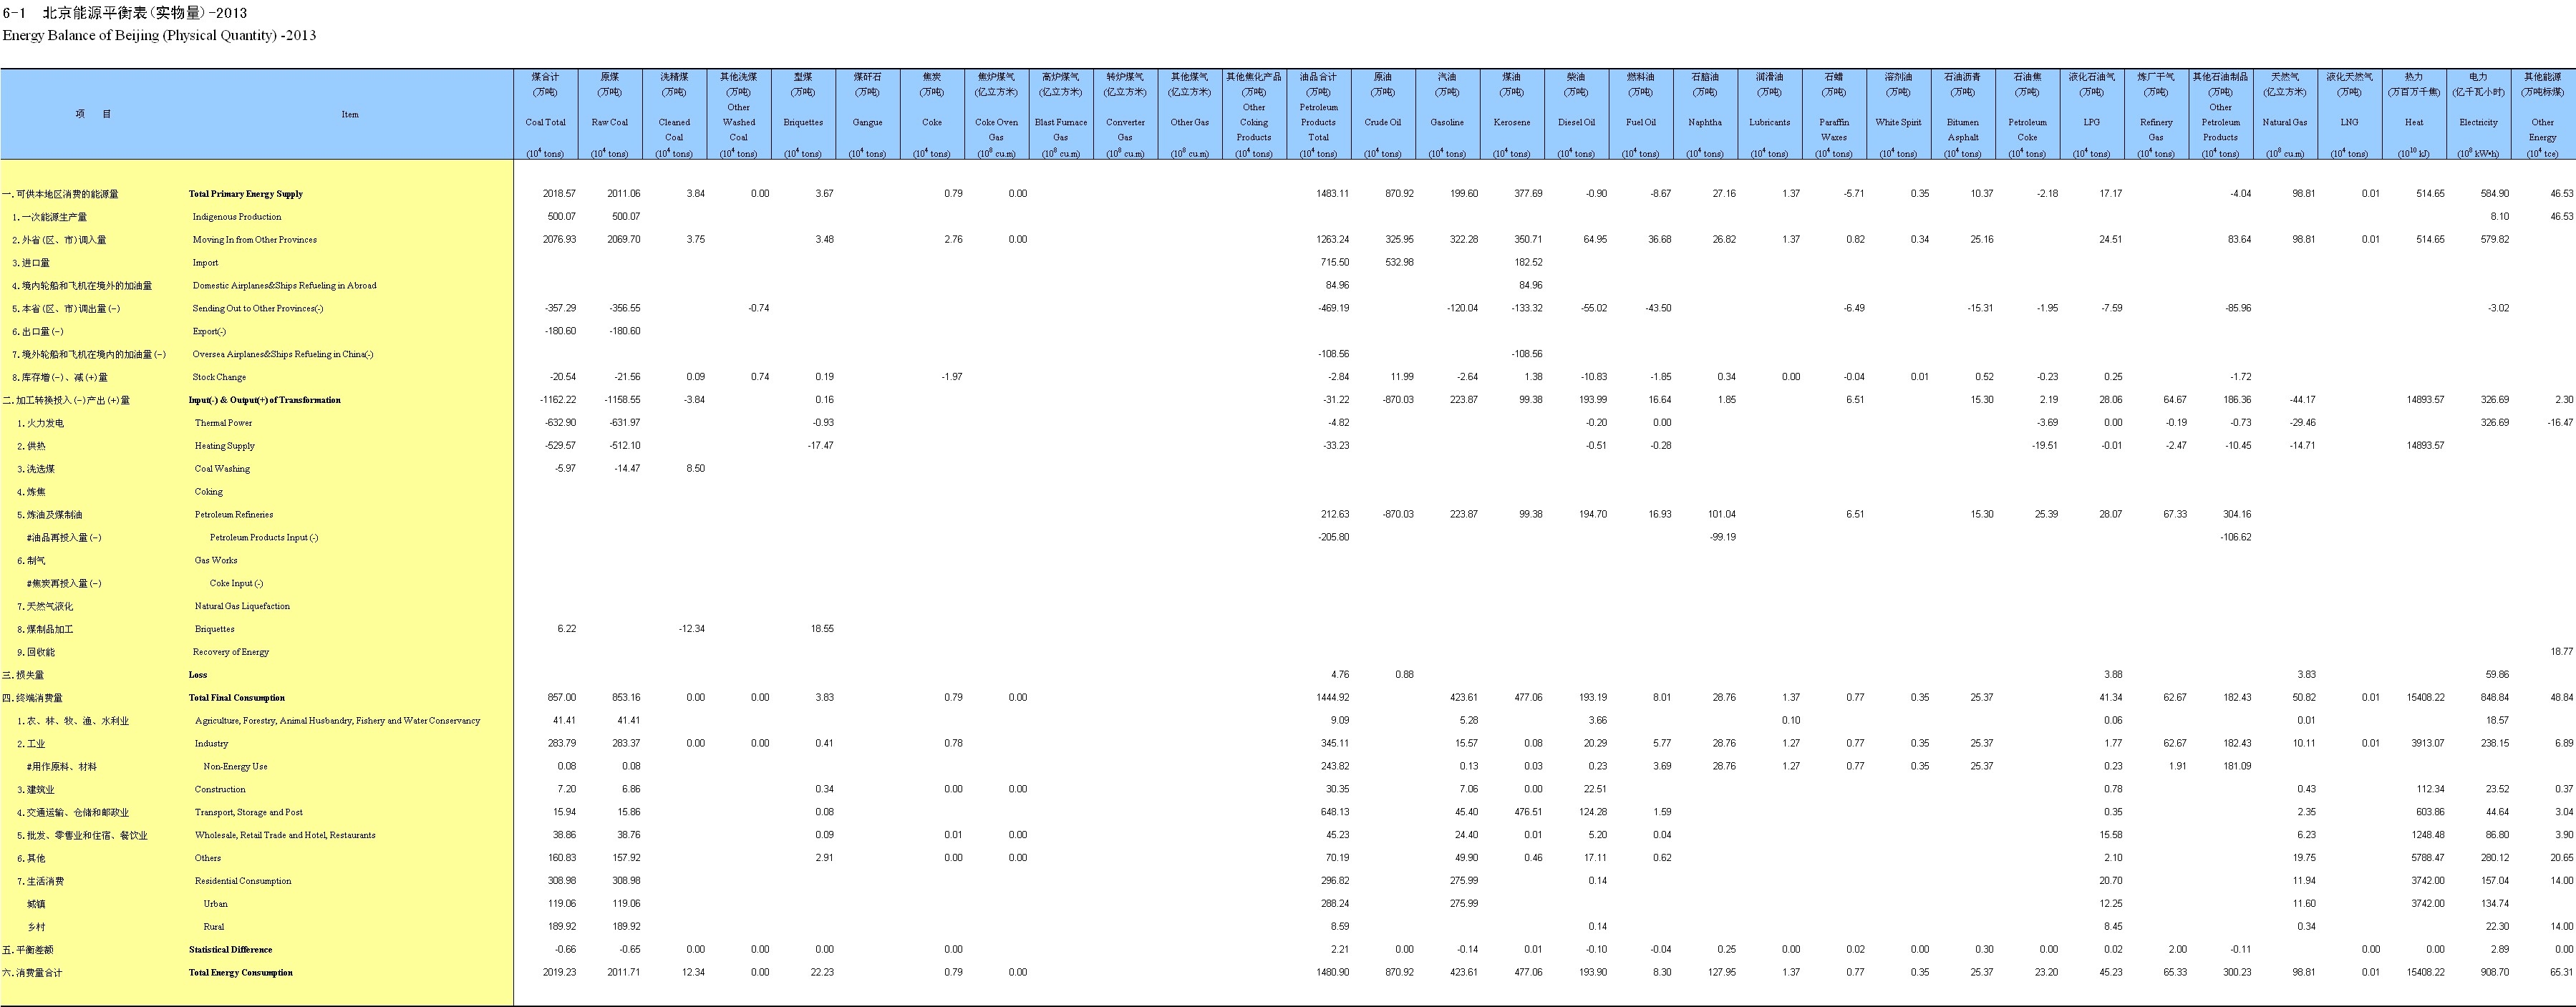 6-1 北京能源平衡表(实物量)-2013
Energy Balance of Beijing (Physical Quantity) -2013
项 目 Item 煤合计 原煤 洗精煤 其他洗煤 型煤 煤矸石 焦炭 焦炉煤气 高炉煤气 转炉煤气 其他煤气 其他焦化产品 油品合计 原油 汽油 煤油 柴油 燃料油 石脑油 润滑油 石蜡 溶剂油 石油沥青 石油焦 液化石油气 炼厂干气 其他石油制品 天然气 液化天然气 热力 电力 其他能源
(万吨) (万吨) (万吨) (万吨) (万吨) (万吨) (万吨) (亿立方米) (亿立方米) (亿立方米) (亿立方米) (万吨) (万吨) (万吨) (万吨) (万吨) (万吨) (万吨) (万吨) (万吨) (万吨) (万吨) (万吨) (万吨) (万吨) (万吨) (万吨) (亿立方米) (万吨) (万百万千焦) (亿千瓦小时) (万吨标煤)
Coal Total Raw Coal Cleaned Coal Other Washed Coal Briquettes Gangue Coke Coke Oven Gas Blast Furnace Gas Converter Gas Other Gas Other Coking Products Petroleum Products Total Crude Oil Gasoline Kerosene Diesel Oil Fuel Oil Naphtha Lubricants Paraffin Waxes White Spirit Bitumen Asphalt Petroleum Coke LPG Refinery Gas Other Petroleum Products Natural Gas LNG Heat Electricity Other Energy
(10⁴ tons) (10⁴ tons) (10⁴ tons) (10⁴ tons) (10⁴ tons) (10⁴ tons) (10⁴ tons) (10⁸ cu.m) (10⁸ cu.m) (10⁸ cu.m) (10⁸ cu.m) (10⁴ tons) (10⁴ tons) (10⁴ tons) (10⁴ tons) (10⁴ tons) (10⁴ tons) (10⁴ tons) (10⁴ tons) (10⁴ tons) (10⁴ tons) (10⁴ tons) (10⁴ tons) (10⁴ tons) (10⁴ tons) (10⁴ tons) (10⁴ tons) (10⁸ cu.m) (10⁴ tons) (10¹⁰ kJ) (10⁸ kW•h) (10⁴ tce)
一.可供本地区消费的能源量 Total Primary Energy Supply 2018.57 2011.06 3.84 0.00 3.67 0.79 0.00 1483.11 870.92 199.60 377.69 -0.90 -8.67 27.16 1.37 -5.71 0.35 10.37 -2.18 17.17 -4.04 98.81 0.01 514.65 584.90 46.53
1.一次能源生产量 Indigenous Production 500.07 500.07 8.10 46.53
2.外省(区、市)调入量 Moving In from Other Provinces 2076.93 2069.70 3.75 3.48 2.76 0.00 1263.24 325.95 322.28 350.71 64.95 36.68 26.82 1.37 0.82 0.34 25.16 24.51 83.64 98.81 0.01 514.65 579.82
3.进口量 Import 715.50 532.98 182.52
4.境内轮船和飞机在境外的加油量 Domestic Airplanes&Ships Refueling in Abroad 84.96 84.96
5.本省(区、市)调出量(-) Sending Out to Other Provinces(-) -357.29 -356.55 -0.74 -469.19 -120.04 -133.32 -55.02 -43.50 -6.49 -15.31 -1.95 -7.59 -85.96 -3.02
6.出口量(-) Export(-) -180.60 -180.60
7.境外轮船和飞机在境内的加油量(-) Oversea Airplanes&Ships Refueling in China(-) -108.56 -108.56
8.库存增(-)、减(+)量 Stock Change -20.54 -21.56 0.09 0.74 0.19 -1.97 -2.84 11.99 -2.64 1.38 -10.83 -1.85 0.34 0.00 -0.04 0.01 0.52 -0.23 0.25 -1.72
二.加工转换投入(-)产出(+)量 Input(-) & Output(+) of Transformation -1162.22 -1158.55 -3.84 0.16 -31.22 -870.03 223.87 99.38 193.99 16.64 1.85 6.51 15.30 2.19 28.06 64.67 186.36 -44.17 14893.57 326.69 2.30
1.火力发电 Thermal Power -632.90 -631.97 -0.93 -4.82 -0.20 0.00 -3.69 0.00 -0.19 -0.73 -29.46 326.69 -16.47
2.供热 Heating Supply -529.57 -512.10 -17.47 -33.23 -0.51 -0.28 -19.51 -0.01 -2.47 -10.45 -14.71 14893.57
3.洗选煤 Coal Washing -5.97 -14.47 8.50
4.炼焦 Coking
5.炼油及煤制油 Petroleum Refineries 212.63 -870.03 223.87 99.38 194.70 16.93 101.04 6.51 15.30 25.39 28.07 67.33 304.16
#油品再投入量(-) Petroleum Products Input (-) -205.80 -99.19 -106.62
6.制气 Gas Works
#焦炭再投入量(-) Coke Input (-)
7.天然气液化 Natural Gas Liquefaction
8.煤制品加工 Briquettes 6.22 -12.34 18.55
9.回收能 Recovery of Energy 18.77
三.损失量 Loss 4.76 0.88 3.88 3.83 59.86
四.终端消费量 Total Final Consumption 857.00 853.16 0.00 0.00 3.83 0.79 0.00 1444.92 423.61 477.06 193.19 8.01 28.76 1.37 0.77 0.35 25.37 41.34 62.67 182.43 50.82 0.01 15408.22 848.84 48.84
1.农、林、牧、渔、水利业 Agriculture, Forestry, Animal Husbandry, Fishery and Water Conservancy 41.41 41.41 9.09 5.28 3.66 0.10 0.06 0.01 18.57
2.工业 Industry 283.79 283.37 0.00 0.00 0.41 0.78 345.11 15.57 0.08 20.29 5.77 28.76 1.27 0.77 0.35 25.37 1.77 62.67 182.43 10.11 0.01 3913.07 238.15 6.89
#用作原料、材料 Non-Energy Use 0.08 0.08 243.82 0.13 0.03 0.23 3.69 28.76 1.27 0.77 0.35 25.37 0.23 1.91 181.09
3.建筑业 Construction 7.20 6.86 0.34 0.00 0.00 30.35 7.06 0.00 22.51 0.78 0.43 112.34 23.52 0.37
4.交通运输、仓储和邮政业 Transport, Storage and Post 15.94 15.86 0.08 648.13 45.40 476.51 124.28 1.59 0.35 2.35 603.86 44.64 3.04
5.批发、零售业和住宿、餐饮业 Wholesale, Retail Trade and Hotel, Restaurants 38.86 38.76 0.09 0.01 0.00 45.23 24.40 0.01 5.20 0.04 15.58 6.23 1248.48 86.80 3.90
6.其他 Others 160.83 157.92 2.91 0.00 0.00 70.19 49.90 0.46 17.11 0.62 2.10 19.75 5788.47 280.12 20.65
7.生活消费 Residential Consumption 308.98 308.98 296.82 275.99 0.14 20.70 11.94 3742.00 157.04 14.00
城镇 Urban 119.06 119.06 288.24 275.99 12.25 11.60 3742.00 134.74
乡村 Rural 189.92 189.92 8.59 0.14 8.45 0.34 22.30 14.00
五.平衡差额 Statistical Difference -0.66 -0.65 0.00 0.00 0.00 0.00 2.21 0.00 -0.14 0.01 -0.10 -0.04 0.25 0.00 0.02 0.00 0.30 0.00 0.02 2.00 -0.11 0.00 0.00 2.89 0.00
六.消费量合计 Total Energy Consumption 2019.23 2011.71 12.34 0.00 22.23 0.79 0.00 1480.90 870.92 423.61 477.06 193.90 8.30 127.95 1.37 0.77 0.35 25.37 23.20 45.23 65.33 300.23 98.81 0.01 15408.22 908.70 65.31